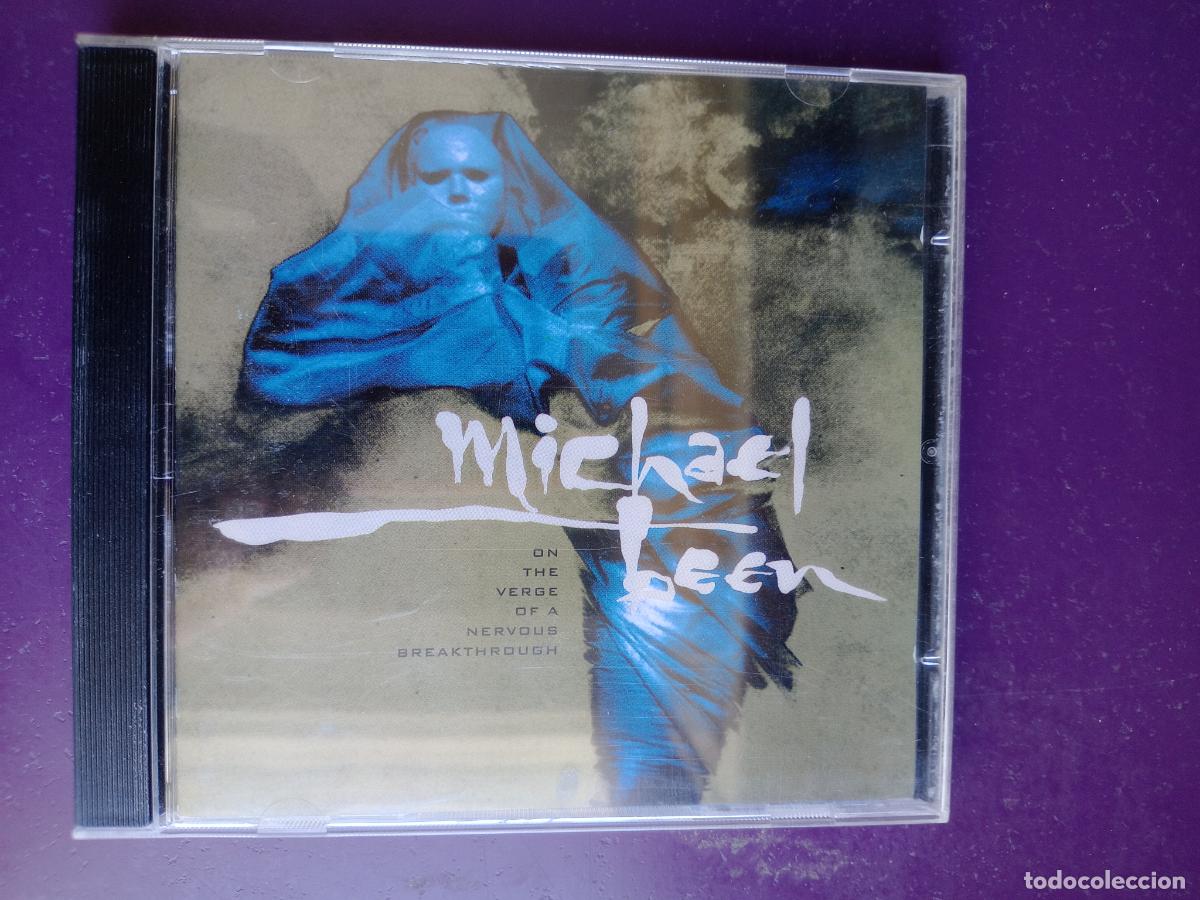 michael
been
ON
THE
VERGE
OF A
NERVOUS
BREAKTHROUGH
todocoleccion